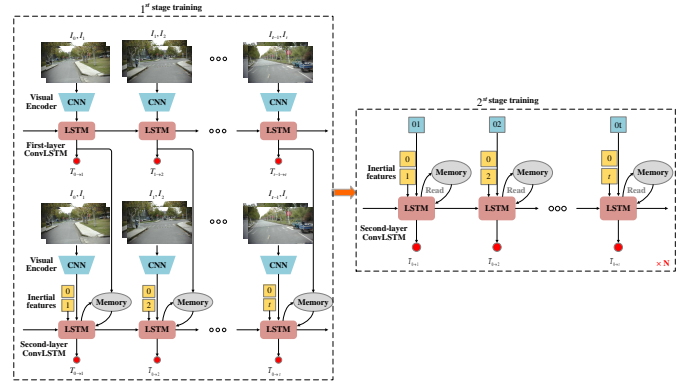 1st stage training
I0, I1
I1, I2
It−1, It
Visual
Encoder
CNN
CNN
CNN
LSTM
LSTM
LSTM
First-layer
ConvLSTM
T0→1
T1→2
Tt−1→t
I0, I1
I1, I2
It−1, It
Visual
Encoder
CNN
CNN
CNN
Inertial
features
0
1
Memory
0
2
Memory
0
t
Memory
LSTM
LSTM
LSTM
Second-layer
ConvLSTM
T0→1
T0→2
T0→t
2st stage training
01
02
0t
Inertial
features
0
1
Memory
Read
0
2
Memory
Read
0
t
Memory
Read
LSTM
LSTM
LSTM
Second-layer
ConvLSTM
T0→1
T0→2
T0→t
× N